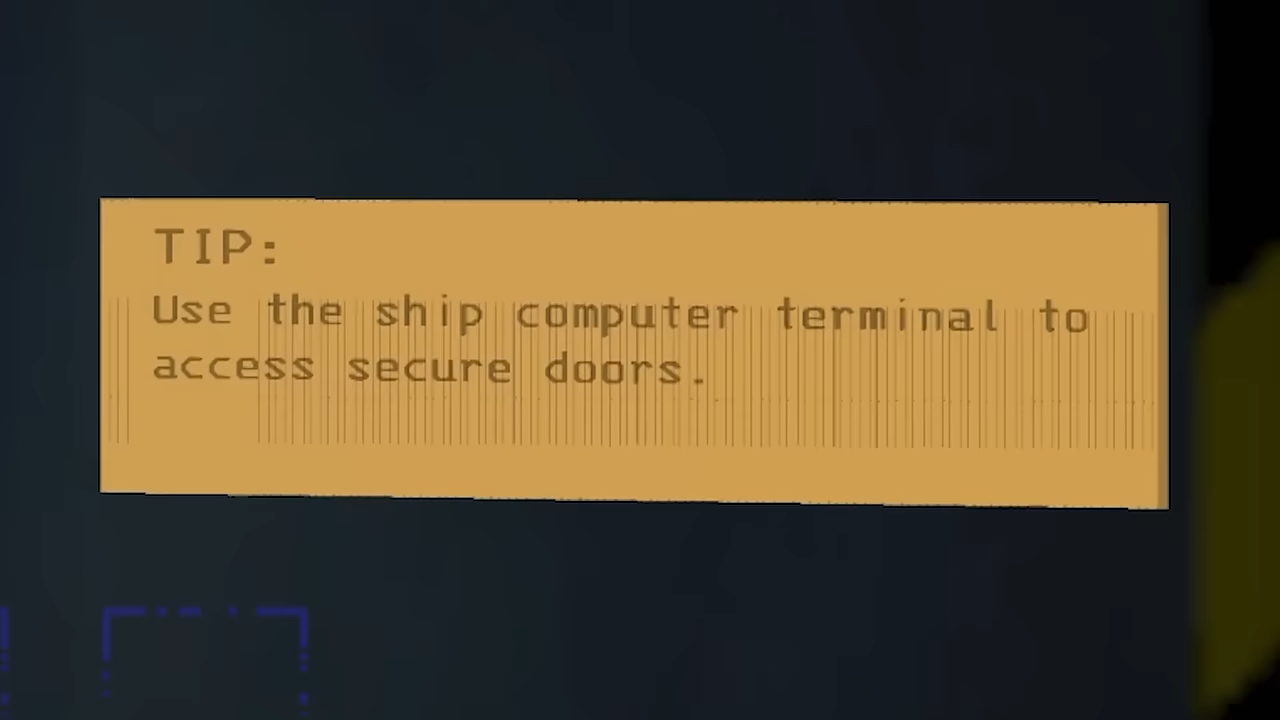 TIP:
Use the ship computer terminal to
access secure doors.